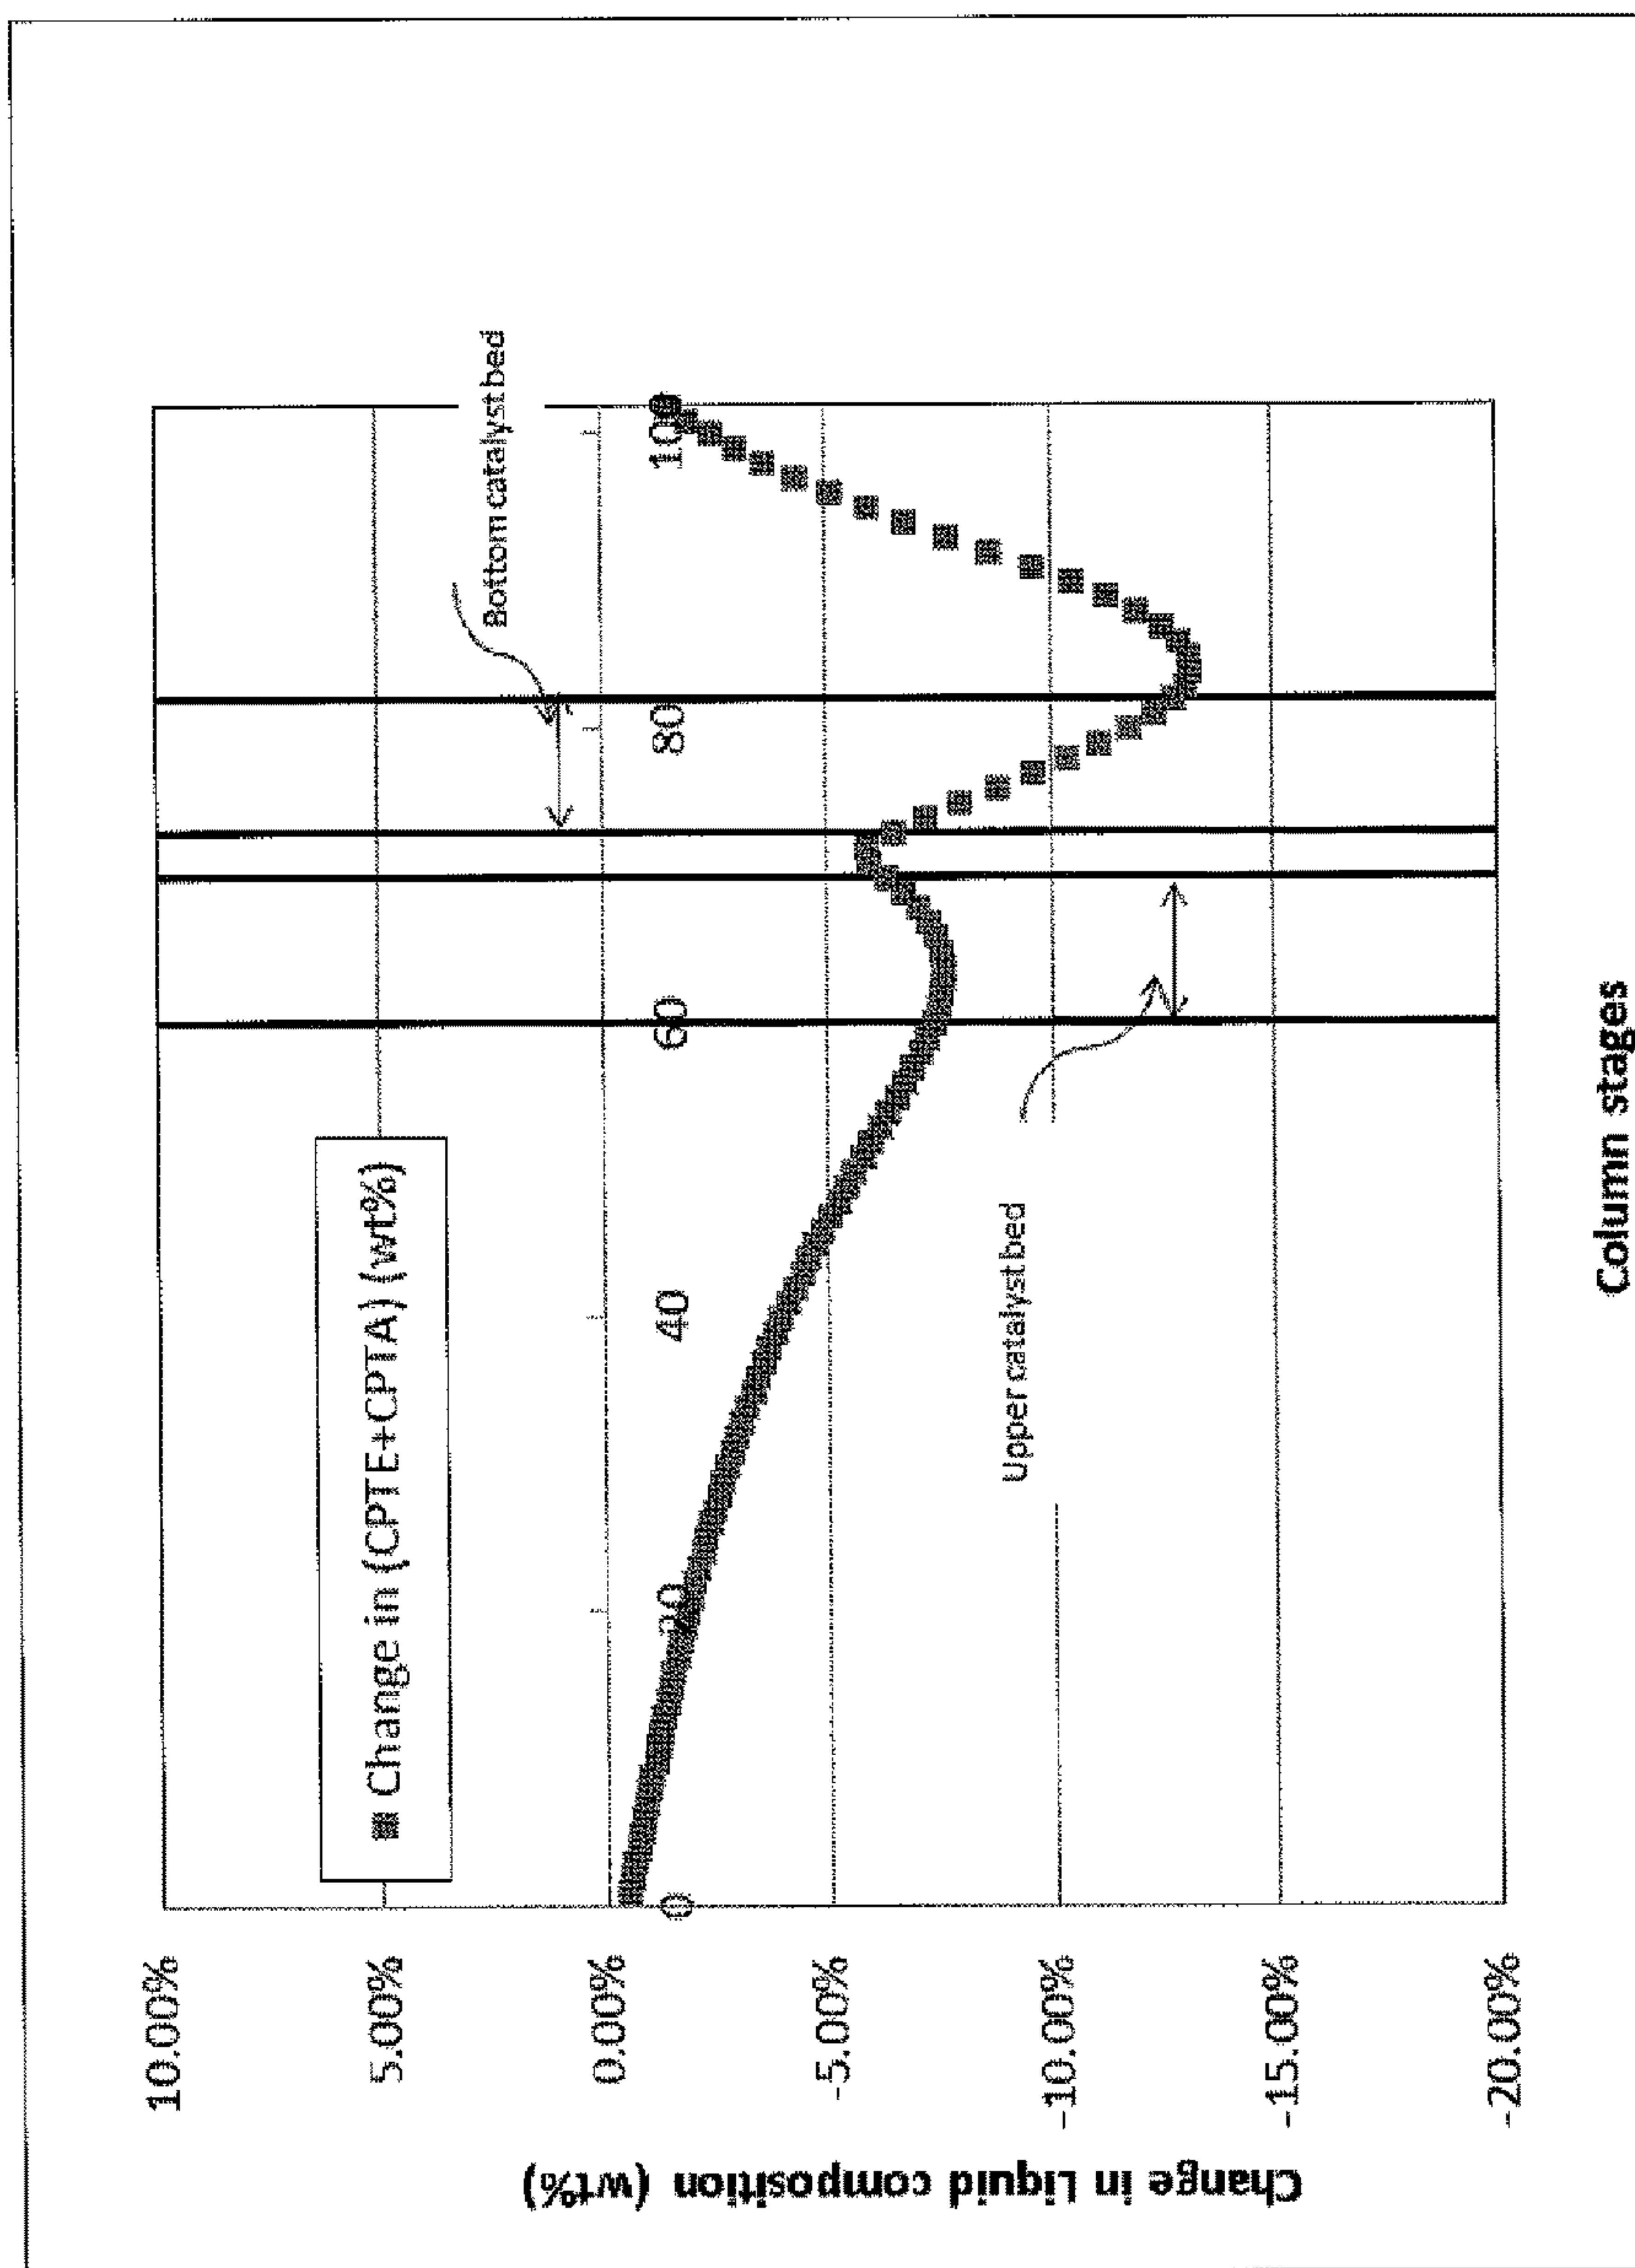 Change in Liquid composition (wt%)
10.00%
5.00%
0.00%
-5.00%
-10.00%
-15.00%
-20.00%
■ Change in (CPTE+CPTA) (wt%)
Bottom catalyst bed
0
20
40
60
80
100
Upper catalyst bed
Column stages